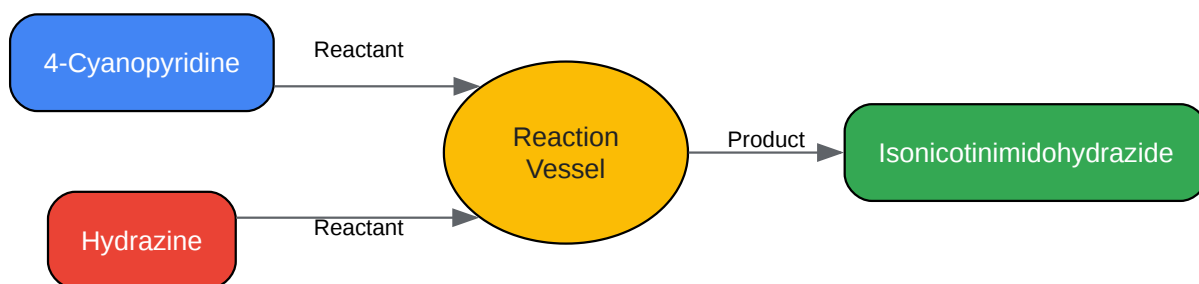 4-Cyanopyridine
Reactant
Reaction
Vessel
Product
Isonicotinimidohydrazide
Hydrazine
Reactant